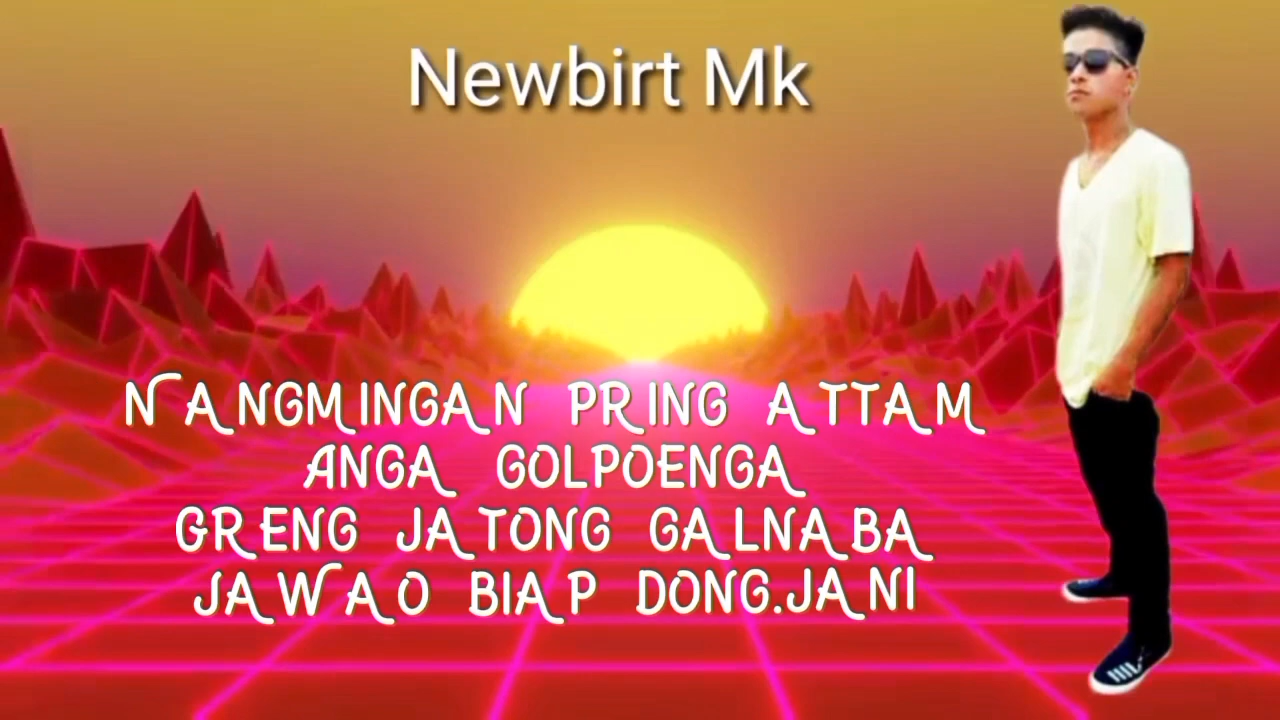 Newbirt Mk
NANGMINGAN PRING ATTAM
ANGA GOLPOENGA
GRENG JATONG GALNABA
JAWAO BIAP DONG.JANI